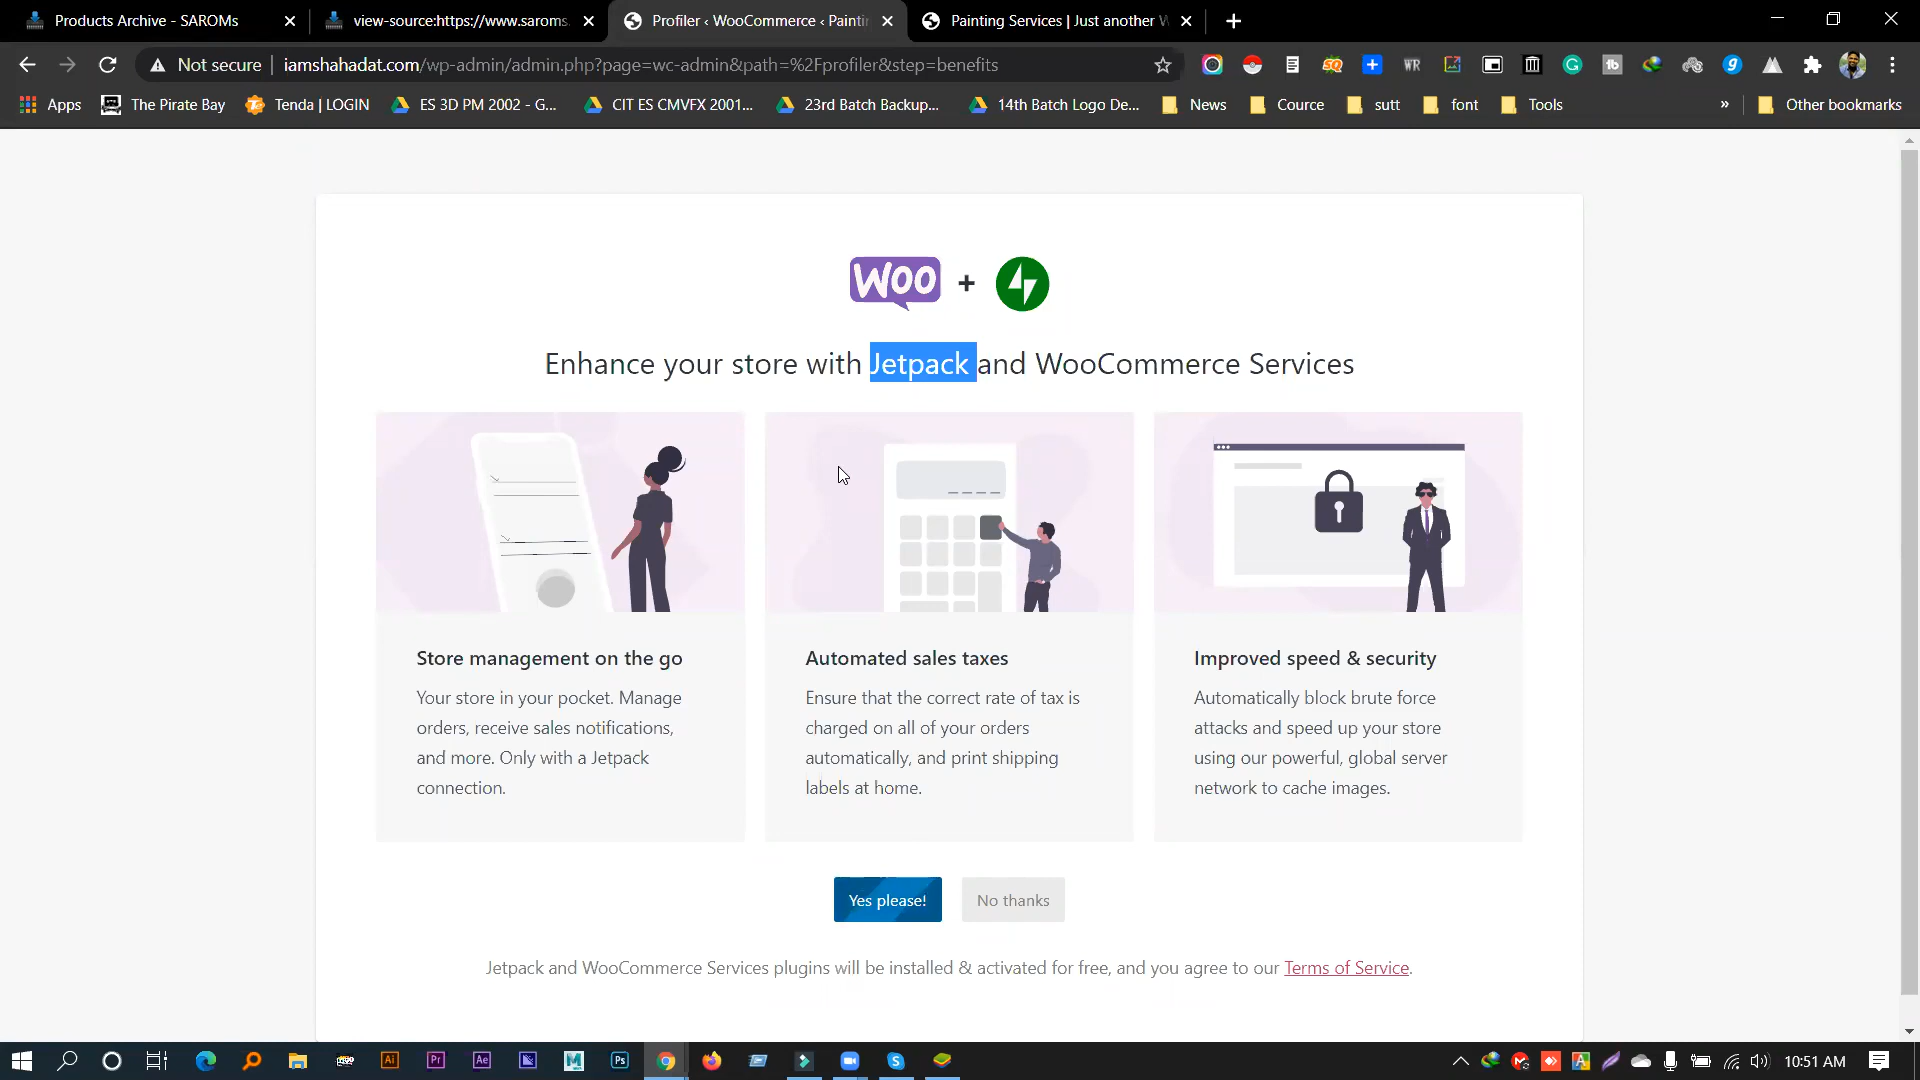 Products Archive - SAROMs
view-source:https://www.saroms.
Profiler ‹ WooCommerce ‹ Paintin
Painting Services | Just another W
Not secure
iamshahadat.com/wp-admin/admin.php?page=wc-admin&path=%2Fprofiler&step=benefits
Apps
The Pirate Bay
Tenda | LOGIN
ES 3D PM 2002 - G...
CIT ES CMVFX 2001...
23rd Batch Backup...
14th Batch Logo De...
News
Cource
sutt
font
Tools
»
Other bookmarks
WOO +
Enhance your store with Jetpack and WooCommerce Services
Store management on the go
Your store in your pocket. Manage
orders, receive sales notifications,
and more. Only with a Jetpack
connection.
Automated sales taxes
Ensure that the correct rate of tax is
charged on all of your orders
automatically, and print shipping
labels at home.
Improved speed & security
Automatically block brute force
attacks and speed up your store
using our powerful, global server
network to cache images.
Yes please!
No thanks
Jetpack and WooCommerce Services plugins will be installed & activated for free, and you agree to our Terms of Service.
Ai
Pr
Ae
Ps
10:51 AM